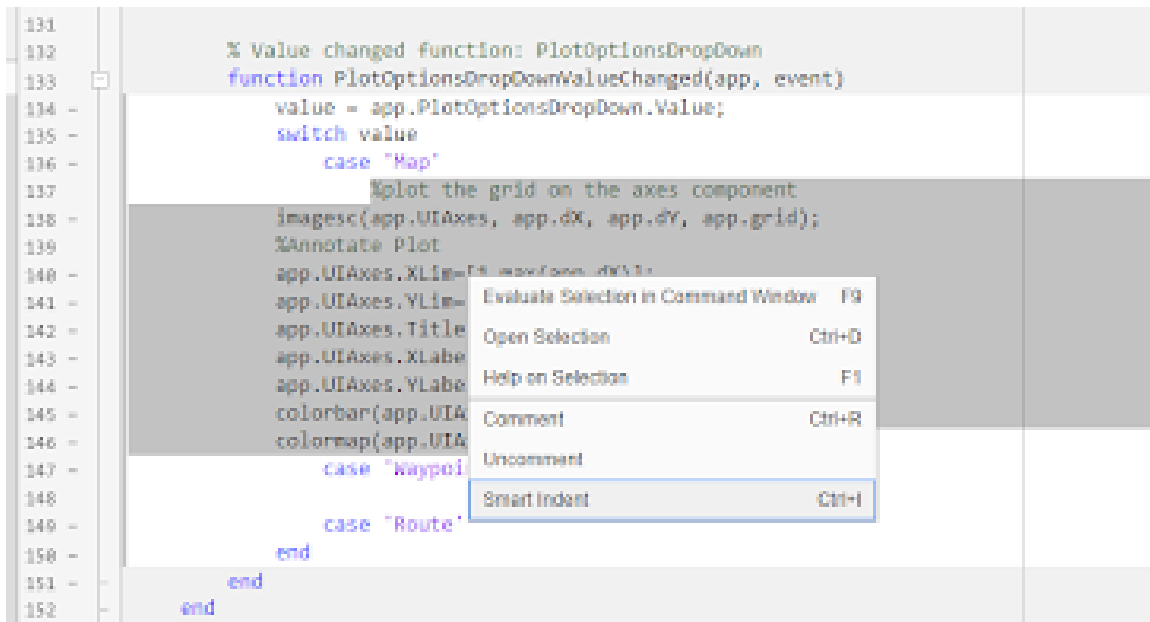 131
132 % Value changed function: PlotOptionsDropDown
133 function PlotOptionsDropDownValueChanged(app, event)
134 - value = app.PlotOptionsDropDown.Value;
135 - switch value
136 - case 'Map'
137 %plot the grid on the axes component
138 - imagesc(app.UIAxes, app.dX, app.dY, app.grid);
139 %Annotate Plot
140 - app.UIAxes.XLim=[1 max(app.dX)];
141 - app.UIAxes.YLim=
142 - app.UIAxes.Title
143 - app.UIAxes.XLabe
144 - app.UIAxes.YLabe
145 - colorbar(app.UIA
146 - colormap(app.UIA
147 - case 'Waypoi
148
149 - case 'Route'
150 - end
151 - end
152 end
Evaluate Selection in Command Window F9
Open Selection Ctrl+D
Help on Selection F1
Comment Ctrl+R
Uncomment
Smart Indent Ctrl+I